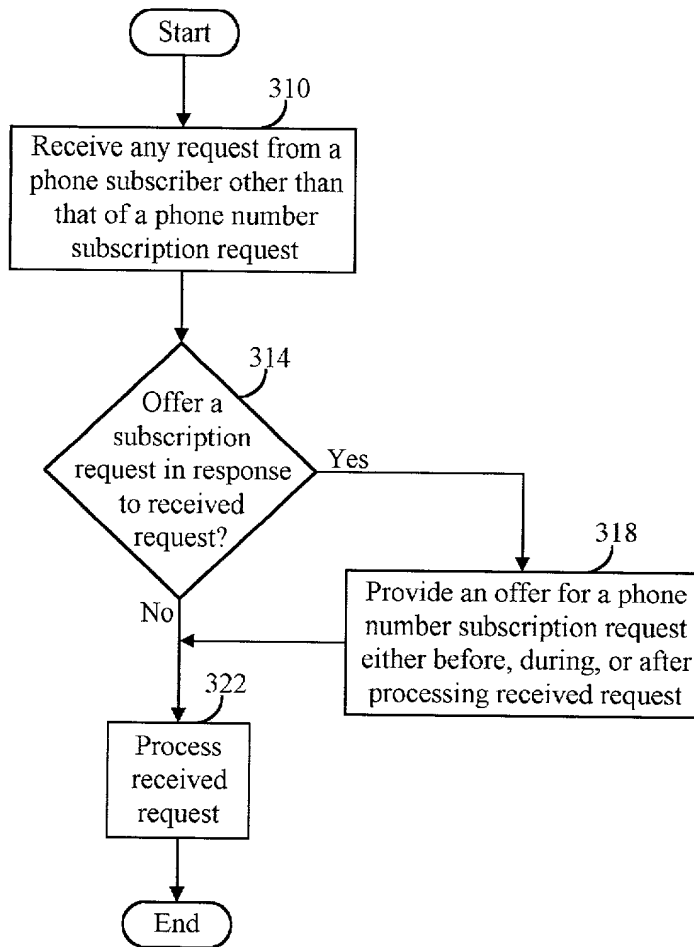 Start
310
Receive any request from a
phone subscriber other than
that of a phone number
subscription request
314
Offer a
subscription
request in response
to received
request?
Yes
318
Provide an offer for a phone
number subscription request
either before, during, or after
processing received request
No
322
Process
received
request
End